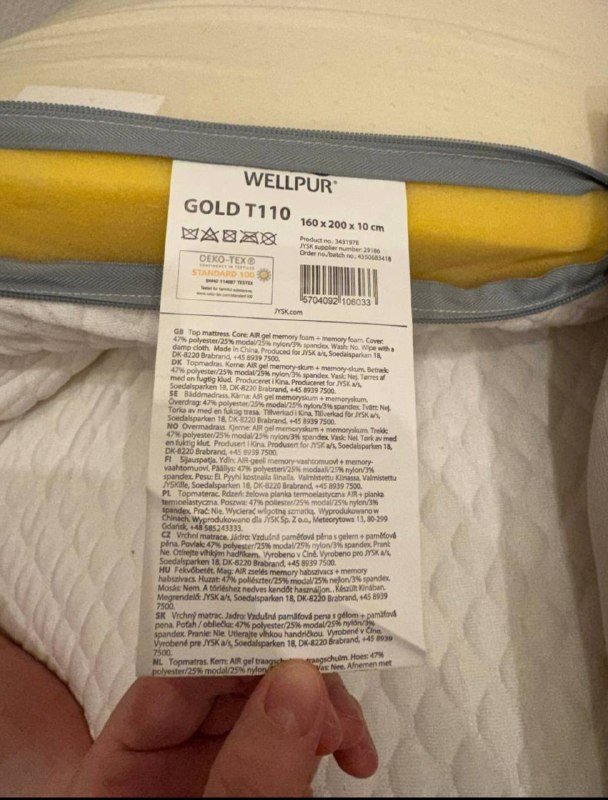 WELLPUR®
GOLD T110
160 x 200 x 10 cm
Product no.: 3431978
JYSK supplier number: 29186
Order no./batch no.: 4350683418
OEKO-TEX®
CONFIDENCE IN TEXTILES
STANDARD 100
SHHO 114087 TESTEX
Tested for harmful substances.
www.oeko-tex.com/standard100
5704092106033
JYSK.com
GB Top mattress. Core: AIR gel memory foam + memory foam. Cover:
47% polyester/25% modal/25% nylon/3% spandex. Wash: No. Wipe with a
damp cloth. Made in China. Produced for JYSK a/s, Soedalsparken 18,
DK-8220 Brabrand, +45 8939 7500.
DK Topmadras. Kerne: AIR gel memory-skum + memory-skum. Betræk:
47% polyester/25% modal/25% nylon/3% spandex. Vask: Nej. Tørres af
med en fugtig klud. Produceret i Kina. Produceret for JYSK a/s,
Soedalsparken 18, DK-8220 Brabrand, +45 8939 7500.
SE Bäddmadrass. Kärna: AIR gel memoryskum + memoryskum.
Överdrag: 47% polyester/25% modal/25% nylon/3% spandex. Tvätt: Nej.
Torka av med en fuktig trasa. Tillverkad i Kina. Tillverkad för JYSK a/s,
Soedalsparken 18, DK-8220 Brabrand, +45 8939 7500.
NO Overmadrass. Kjerne: AIR gel memoryskum + memoryskum. Trekk:
47% polyester/25% modal/25% nylon/3% spandex. Vask: Nei. Tørk av med
en fuktig klut. Produsert i Kina. Produsert for JYSK a/s, Soedalsparken 18,
DK-8220 Brabrand, +45 8939 7500.
FI Sijauspatja. Ydin: AIR-geeli memory-vaahtomuovi + memory-
vaahtomuovi. Päällys: 47% polyesteri/25% modaali/25% nylon/3%
spandex. Pesu: Ei. Pyyhi kostealla liinalla. Valmistettu Kiinassa. Valmistettu
JYSKille, Soedalsparken 18, DK-8220 Brabrand, +45 8939 7500.
PL Topmaterac. Rdzeń: żelowa pianka termoelastyczna AIR + pianka
termoelastyczna. Poszwa: 47% poliester/25% modal/25% nylon/3%
spandex. Prać: Nie. Wycierać wilgotną szmatką. Wyprodukowano w
Chinach. Wyprodukowano dla JYSK Sp. Z o.o., Meteorytowa 13, 80-299
Gdańsk, +48 585243333.
CZ Vrchní matrace. Jádro: Vzdušná paměťová pěna s gelem + paměťová
pěna. Povlak: 47% polyester/25% modal/25% nylon/3% spandex. Praní:
Ne. Otírejte vlhkým hadříkem. Vyrobeno v Číně. Vyrobeno pro JYSK a/s,
Soedalsparken 18, DK-8220 Brabrand, +45 8939 7500.
HU Fekvőbetét. Mag: AIR zselés memory habszivacs + memory
habszivacs. Huzat: 47% poliészter/25% modál/25% nejlon/3% spandex.
Mosás: Nem. A törléshez nedves kendőt használjon. . Készült Kínában.
Megrendelő: JYSK a/s, Soedalsparken 18, DK-8220 Brabrand, +45 8939
7500.
SK Vrchný matrac. Jadro: Vzdušná pamäťová pena s gélom + pamäťová
pena. Poťah / obliečka: 47% polyester/25% modal/25% nylon/3%
spandex. Pranie: Nie. Utierajte vlhkou handričkou. Vyrobené v Číne.
Vyrobené pre JYSK a/s, Soedalsparken 18, DK-8220 Brabrand, +45 8939
7500.
NL Topmatras. Kern: AIR gel traagschuim + traagschuim. Hoes: 47%
polyester/25% modal/25% nylon Was: Nee. Afnemen met